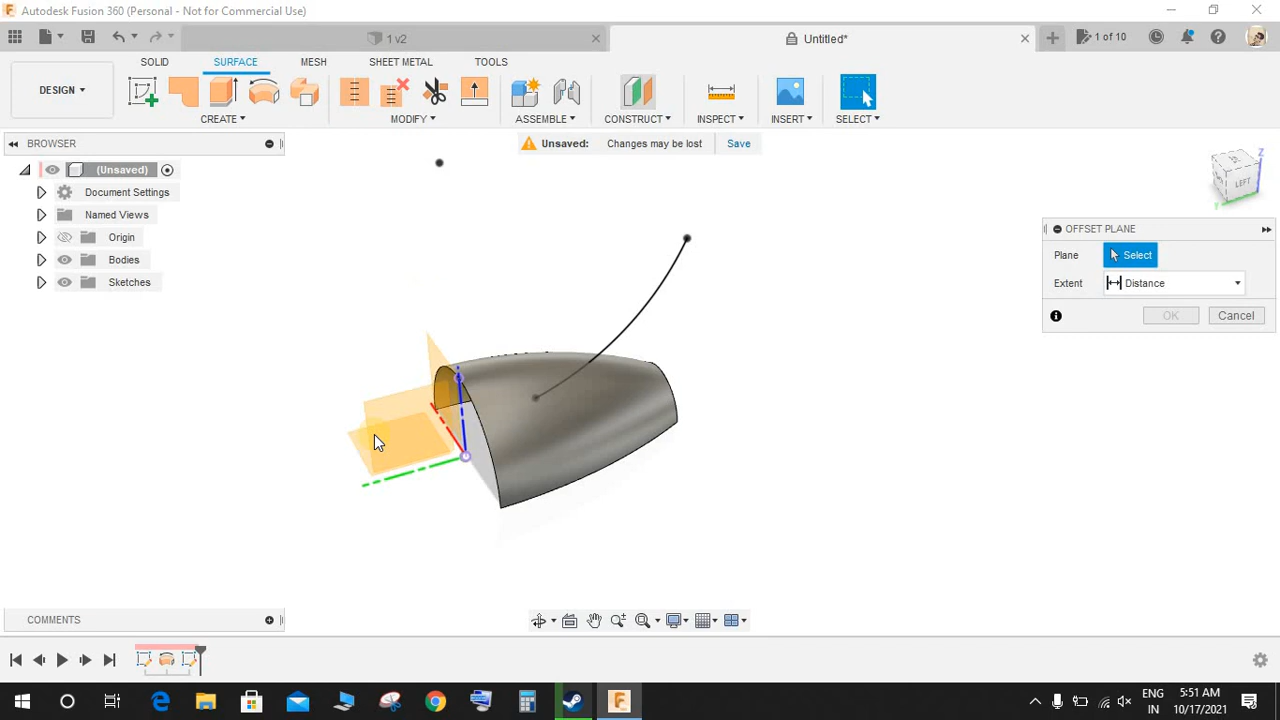 Autodesk Fusion 360 (Personal - Not for Commercial Use)
1 v2
Untitled*
1 of 10
DESIGN
SOLID
SURFACE
MESH
SHEET METAL
TOOLS
CREATE
MODIFY
ASSEMBLE
CONSTRUCT
INSPECT
INSERT
SELECT
BROWSER
Unsaved:
Changes may be lost
Save
(Unsaved)
Document Settings
Named Views
Origin
Bodies
Sketches
Z
LEFT
Y
OFFSET PLANE
Plane
Select
Extent
Distance
OK
Cancel
COMMENTS
ENG
IN
5:51 AM
10/17/2021